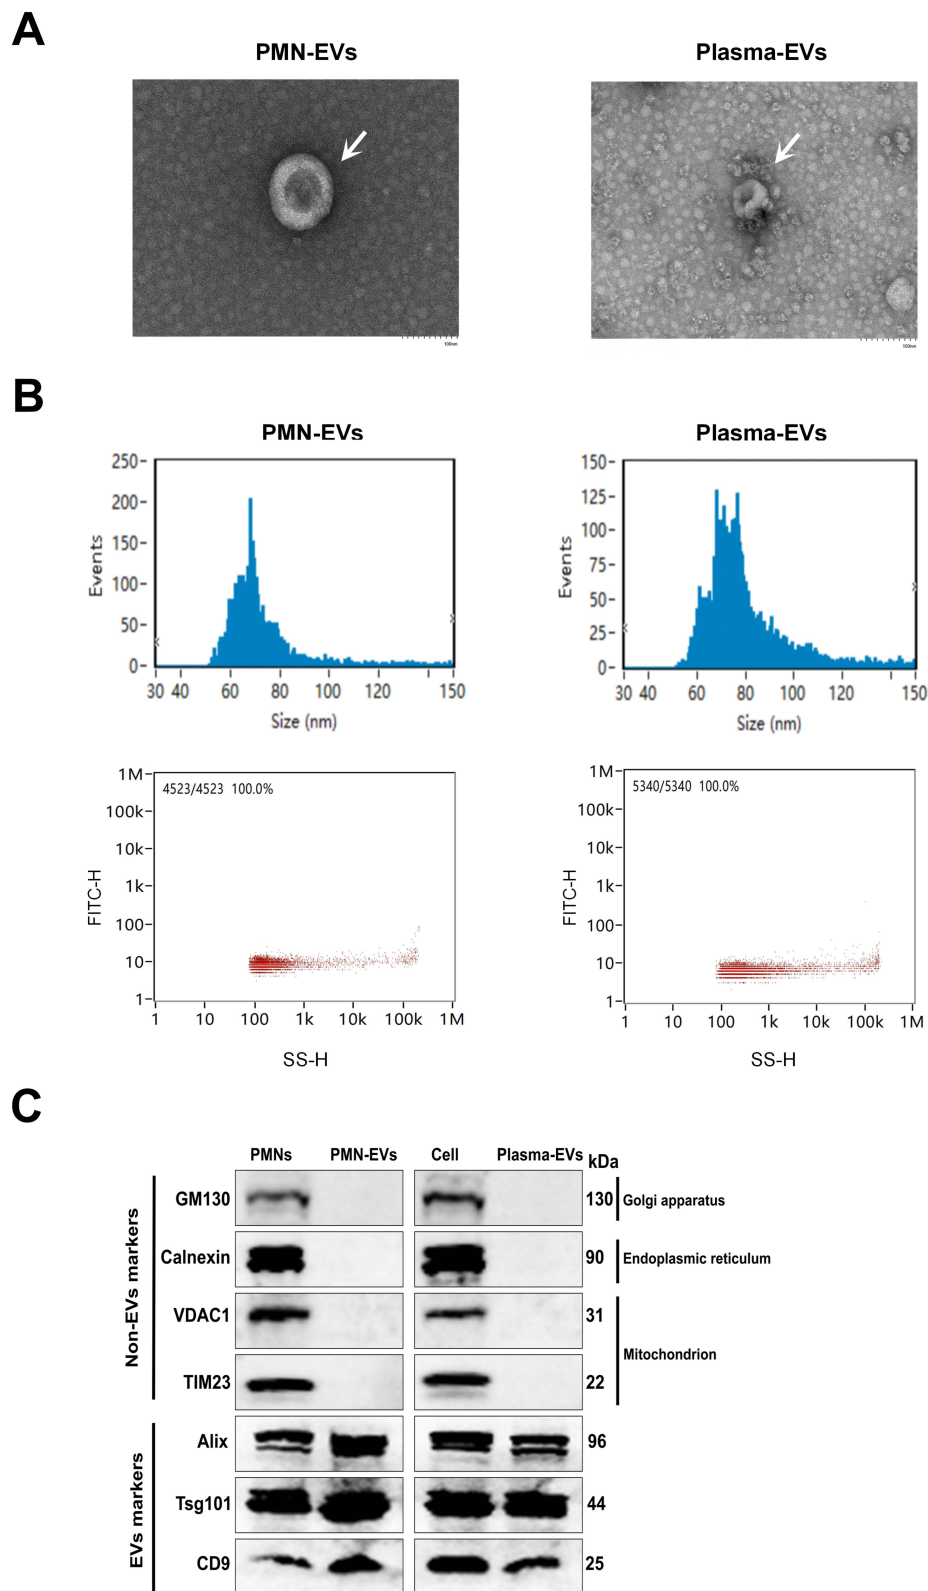 A
PMN-EVs
Plasma-EVs
100nm
100nm
B
PMN-EVs
Plasma-EVs
250
200
150
100
50
0
Events
30 40 60 80 100 120 150
Size (nm)
150
125
100
75
50
25
0
Events
30 40 60 80 100 120 150
Size (nm)
4523/4523 100.0%
1M
100k
10k
1k
100
10
1
FITC-H
1 10 100 1k 10k 100k 1M
SS-H
5340/5340 100.0%
1M
100k
10k
1k
100
10
1
FITC-H
1 10 100 1k 10k 100k 1M
SS-H
C
PMNs PMN-EVs Cell Plasma-EVs kDa
Non-EVs markers
GM130 130 Golgi apparatus
Calnexin 90 Endoplasmic reticulum
VDAC1 31
Mitochondrion
TIM23 22
EVs markers
Alix 96
Tsg101 44
CD9 25